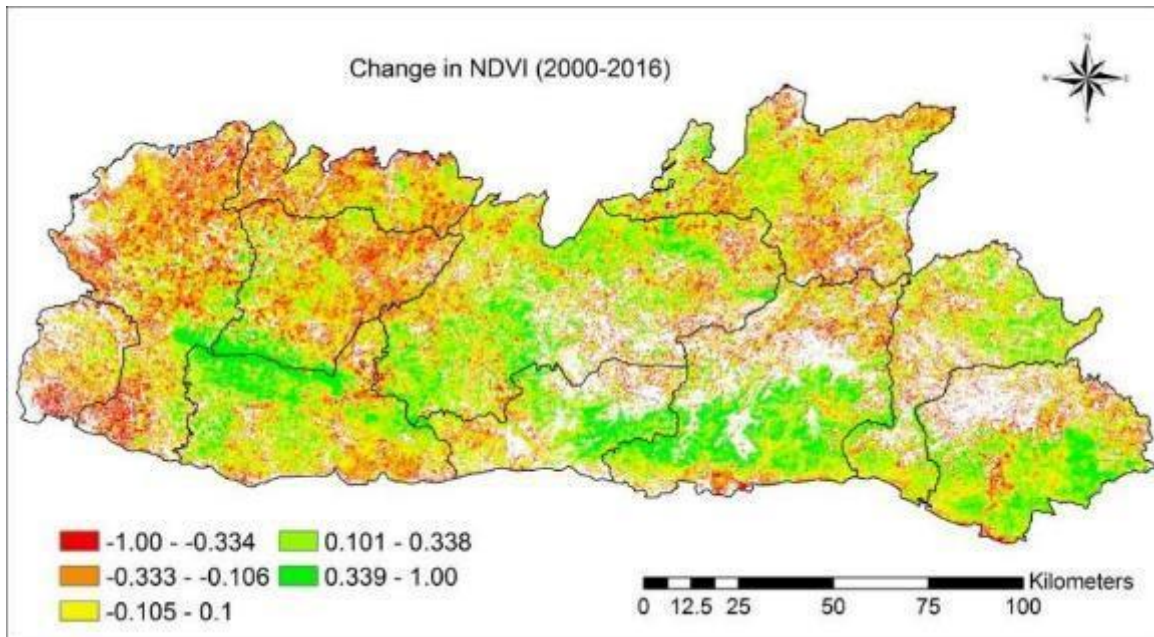 Change in NDVI (2000-2016)
N
W E
S
-1.00 - -0.334
0.101 - 0.338
-0.333 - -0.106
0.339 - 1.00
-0.105 - 0.1
Kilometers
0 12.5 25 50 75 100